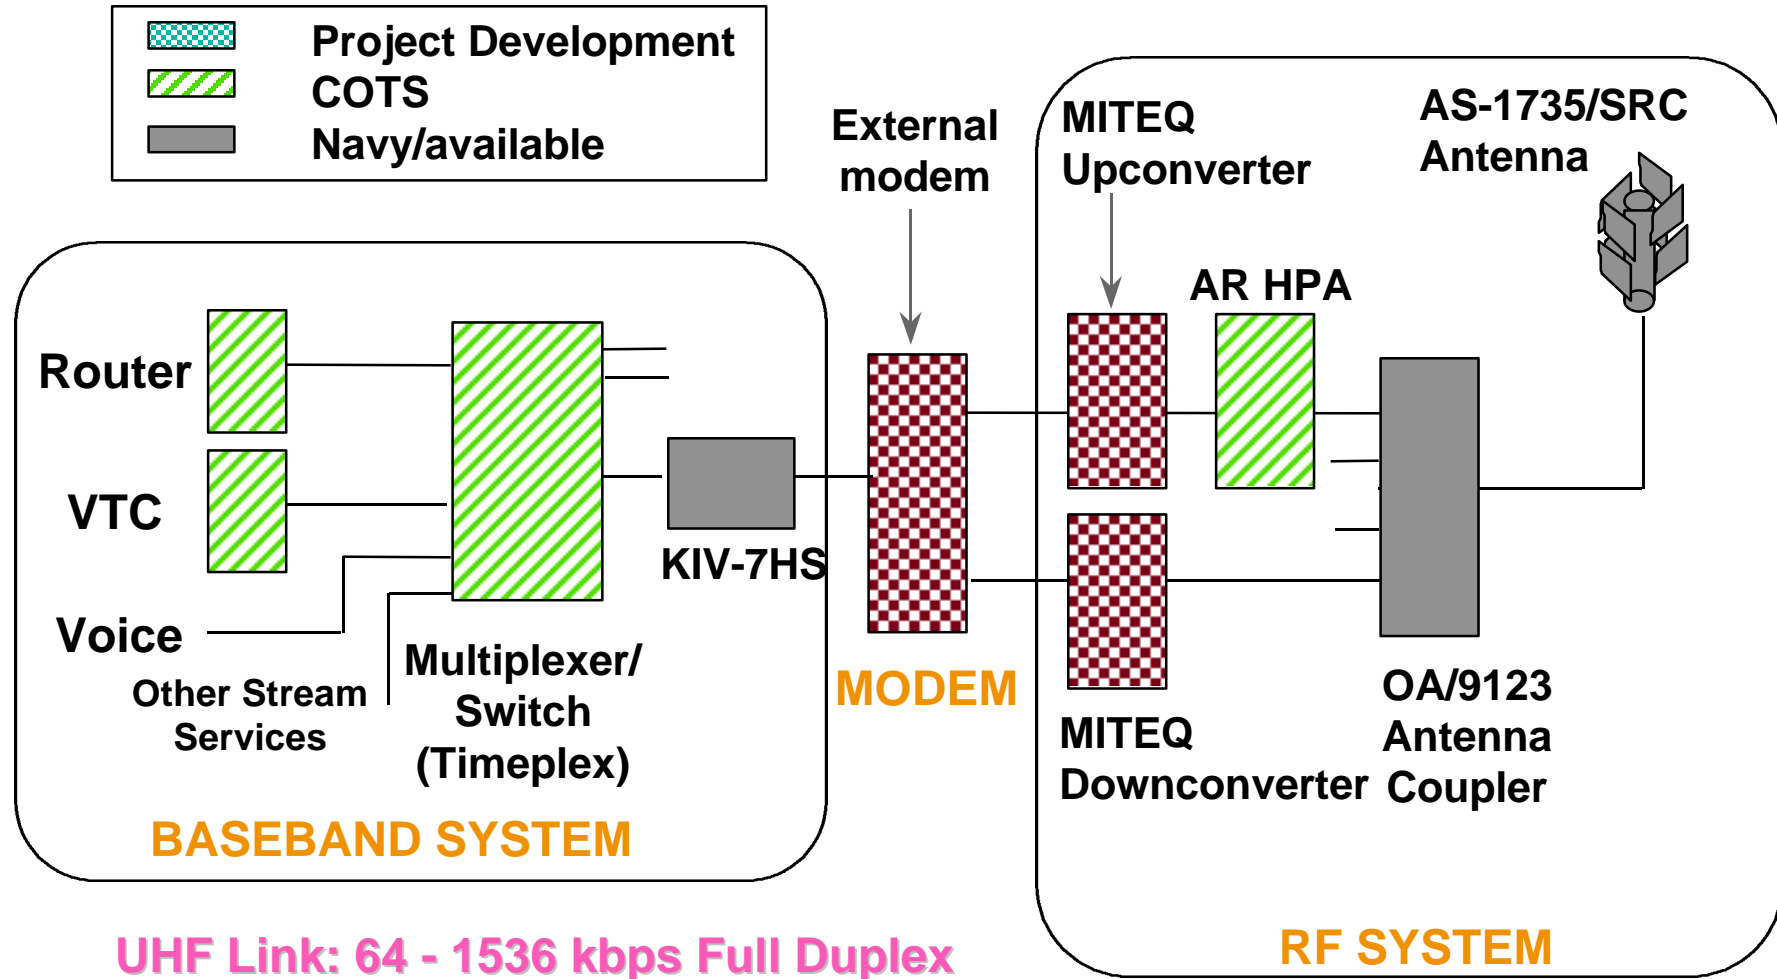 Project Development
COTS
Navy/available
External
modem
MITEQ
Upconverter
AS-1735/SRC
Antenna
AR HPA
Router
VTC
Voice
Other Stream
Services
Multiplexer/
Switch
(Timeplex)
KIV-7HS
MODEM
MITEQ
Downconverter
OA/9123
Antenna
Coupler
BASEBAND SYSTEM
RF SYSTEM
UHF Link: 64 - 1536 kbps Full Duplex